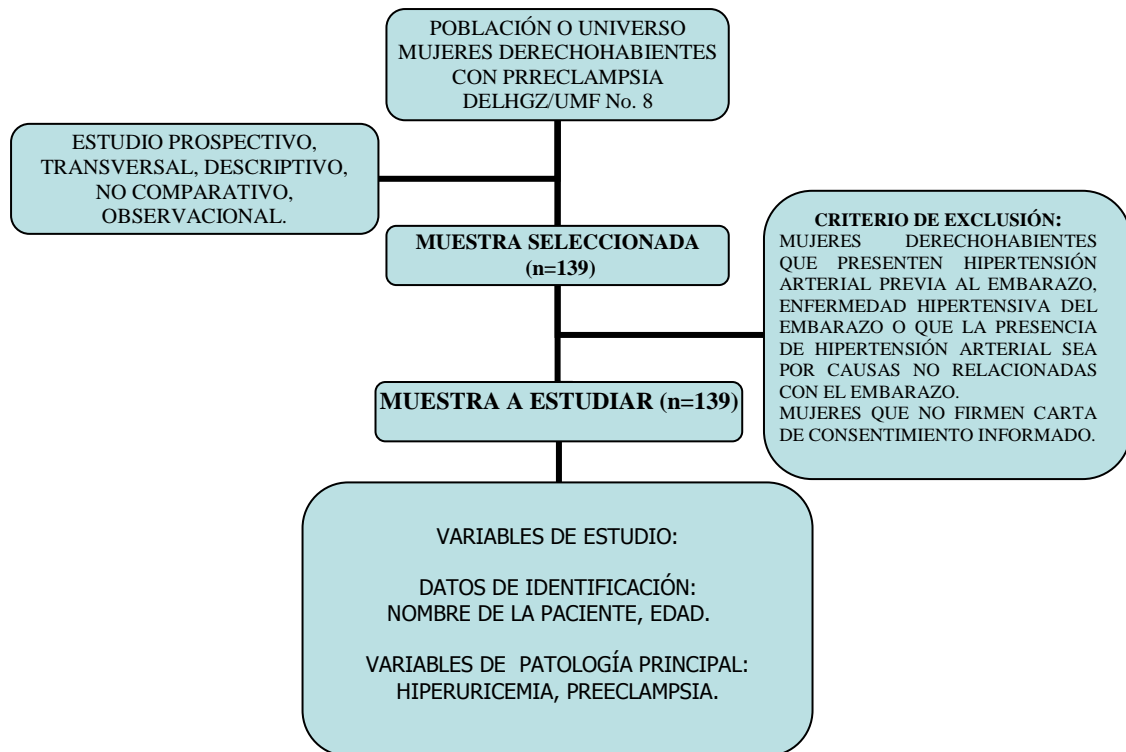 POBLACIÓN O UNIVERSO
MUJERES DERECHOHABIENTES
CON PRRECLAMPSIA
DELHGZ/UMF No. 8
ESTUDIO PROSPECTIVO,
TRANSVERSAL, DESCRIPTIVO,
NO COMPARATIVO,
OBSERVACIONAL.
MUESTRA SELECCIONADA
(n=139)
CRITERIO DE EXCLUSIÓN:
MUJERES DERECHOHABIENTES
QUE PRESENTEN HIPERTENSIÓN
ARTERIAL PREVIA AL EMBARAZO,
ENFERMEDAD HIPERTENSIVA DEL
EMBARAZO O QUE LA PRESENCIA
DE HIPERTENSIÓN ARTERIAL SEA
POR CAUSAS NO RELACIONADAS
CON EL EMBARAZO.
MUJERES QUE NO FIRMEN CARTA
DE CONSENTIMIENTO INFORMADO.
MUESTRA A ESTUDIAR (n=139)
VARIABLES DE ESTUDIO:
DATOS DE IDENTIFICACIÓN:
NOMBRE DE LA PACIENTE, EDAD.
VARIABLES DE PATOLOGÍA PRINCIPAL:
HIPERURICEMIA, PREECLAMPSIA.